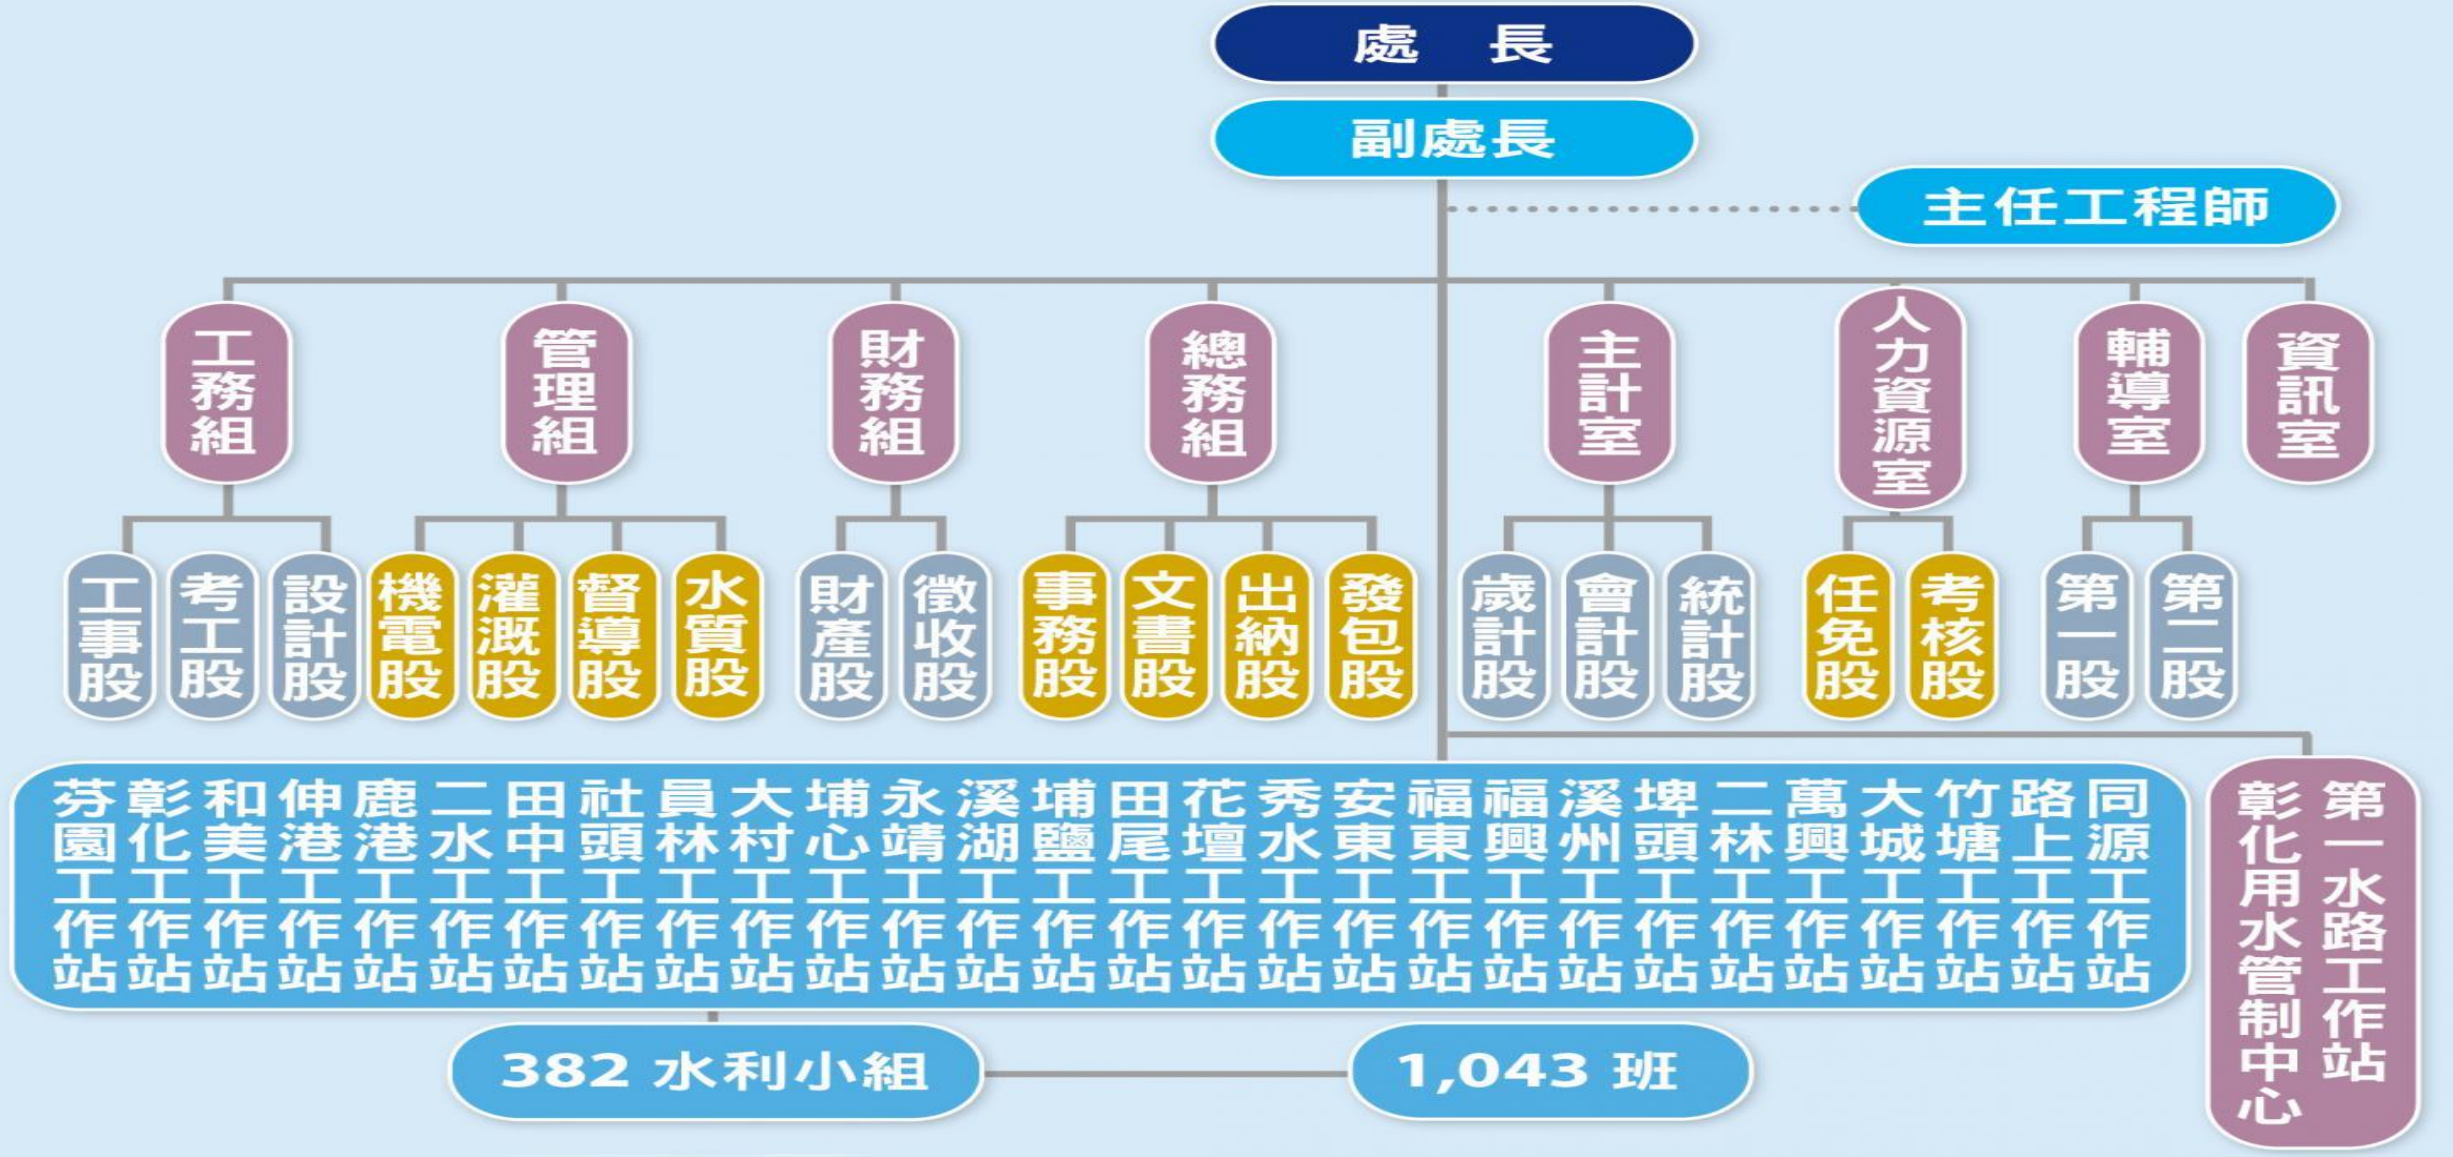 處 長
副處長
主任工程師
工務組
管理組
財務組
總務組
主計室
人力資源室
輔導室
資訊室
工事股
考工股
設計股
機電股
灌溉股
督導股
水質股
財產股
徵收股
事務股
文書股
出納股
發包股
歲計股
會計股
統計股
任免股
考核股
第一股
第二股
芬園工作站
彰化工作站
和美工作站
伸港工作站
鹿港工作站
二水工作站
田中工作站
社頭工作站
員林工作站
大村工作站
埔心工作站
永靖工作站
溪湖工作站
埔鹽工作站
田尾工作站
花壇工作站
秀水工作站
安東工作站
福東工作站
福興工作站
溪州工作站
埤頭工作站
二林工作站
萬興工作站
大城工作站
竹塘工作站
路上工作站
同源工作站
第一水路工作站
彰化用水管制中心
382 水利小組
1,043 班